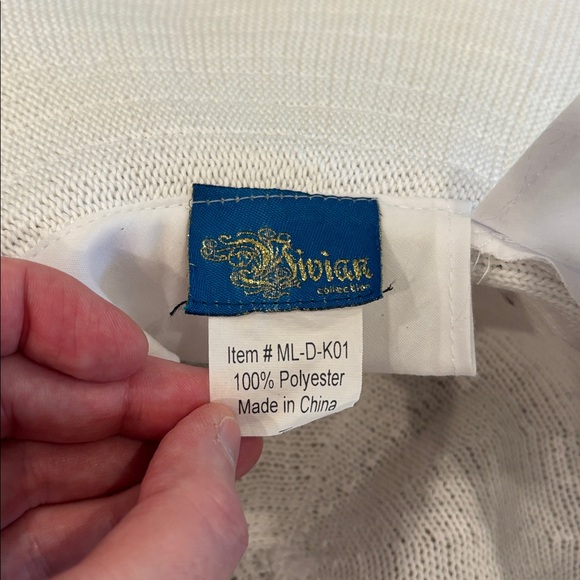 Vivian
collection
Item # ML-D-K01
100% Polyester
Made in China